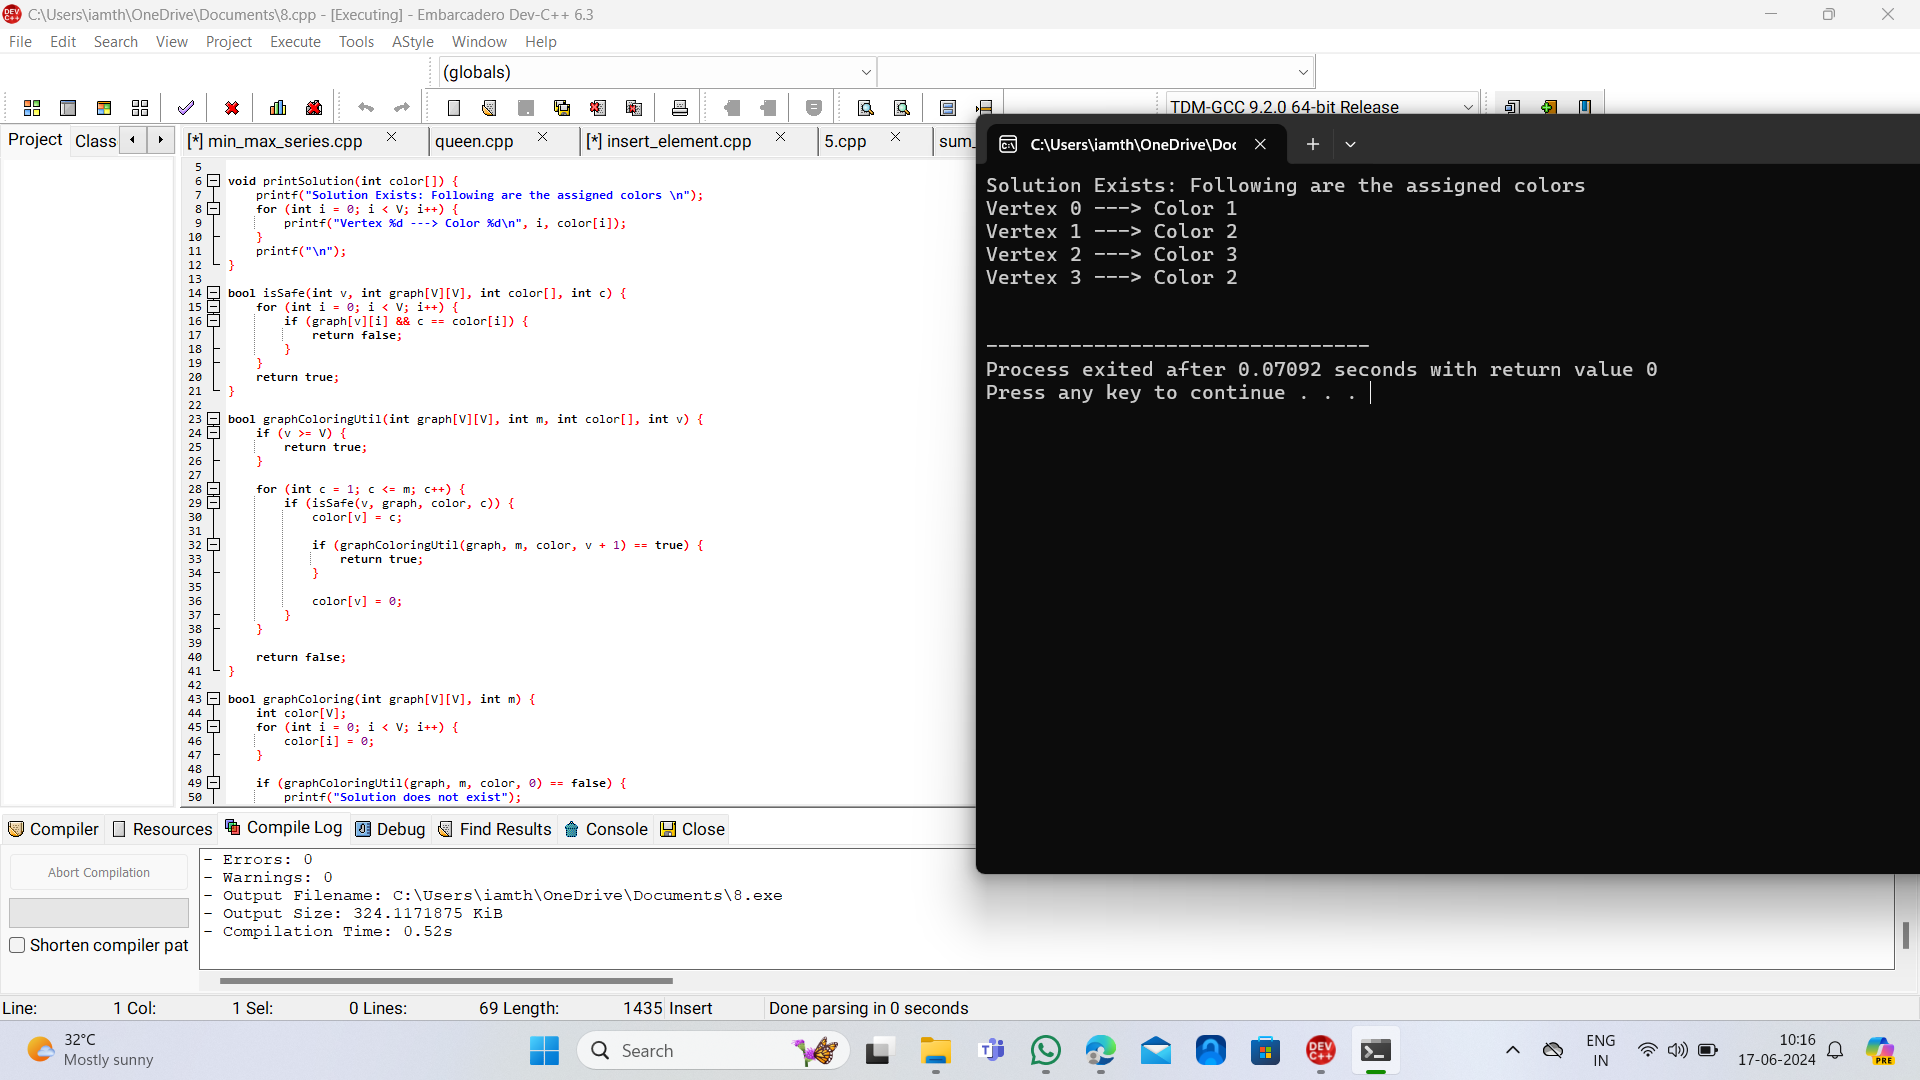 C:\Users\iamth\OneDrive\Documents\8.cpp - [Executing] - Embarcadero Dev-C++ 6.3
File Edit Search View Project Execute Tools AStyle Window Help
(globals)
TDM-GCC 9.2.0 64-bit Release
Project Class
[*] min_max_series.cpp queen.cpp [*] insert_element.cpp 5.cpp sum_
5
6 void printSolution(int color[]) {
7 printf("Solution Exists: Following are the assigned colors \n");
8 for (int i = 0; i < V; i++) {
9 printf("Vertex %d ---> Color %d\n", i, color[i]);
10 }
11 printf("\n");
12 }
13
14 bool isSafe(int v, int graph[V][V], int color[], int c) {
15 for (int i = 0; i < V; i++) {
16 if (graph[v][i] && c == color[i]) {
17 return false;
18 }
19 }
20 return true;
21 }
22
23 bool graphColoringUtil(int graph[V][V], int m, int color[], int v) {
24 if (v >= V) {
25 return true;
26 }
27
28 for (int c = 1; c <= m; c++) {
29 if (isSafe(v, graph, color, c)) {
30 color[v] = c;
31
32 if (graphColoringUtil(graph, m, color, v + 1) == true) {
33 return true;
34 }
35
36 color[v] = 0;
37 }
38 }
39
40 return false;
41 }
42
43 bool graphColoring(int graph[V][V], int m) {
44 int color[V];
45 for (int i = 0; i < V; i++) {
46 color[i] = 0;
47 }
48
49 if (graphColoringUtil(graph, m, color, 0) == false) {
50 printf("Solution does not exist");
C:\Users\iamth\OneDrive\Doc
Solution Exists: Following are the assigned colors
Vertex 0 ---> Color 1
Vertex 1 ---> Color 2
Vertex 2 ---> Color 3
Vertex 3 ---> Color 2
--------------------------------
Process exited after 0.07092 seconds with return value 0
Press any key to continue . . .
Compiler Resources Compile Log Debug Find Results Console Close
Abort Compilation
Shorten compiler pat
- Errors: 0
- Warnings: 0
- Output Filename: C:\Users\iamth\OneDrive\Documents\8.exe
- Output Size: 324.1171875 KiB
- Compilation Time: 0.52s
Line: 1 Col: 1 Sel: 0 Lines: 69 Length: 1435 Insert Done parsing in 0 seconds
32°C
Mostly sunny
Search
DEV C++
ENG
IN
10:16
17-06-2024
PRE